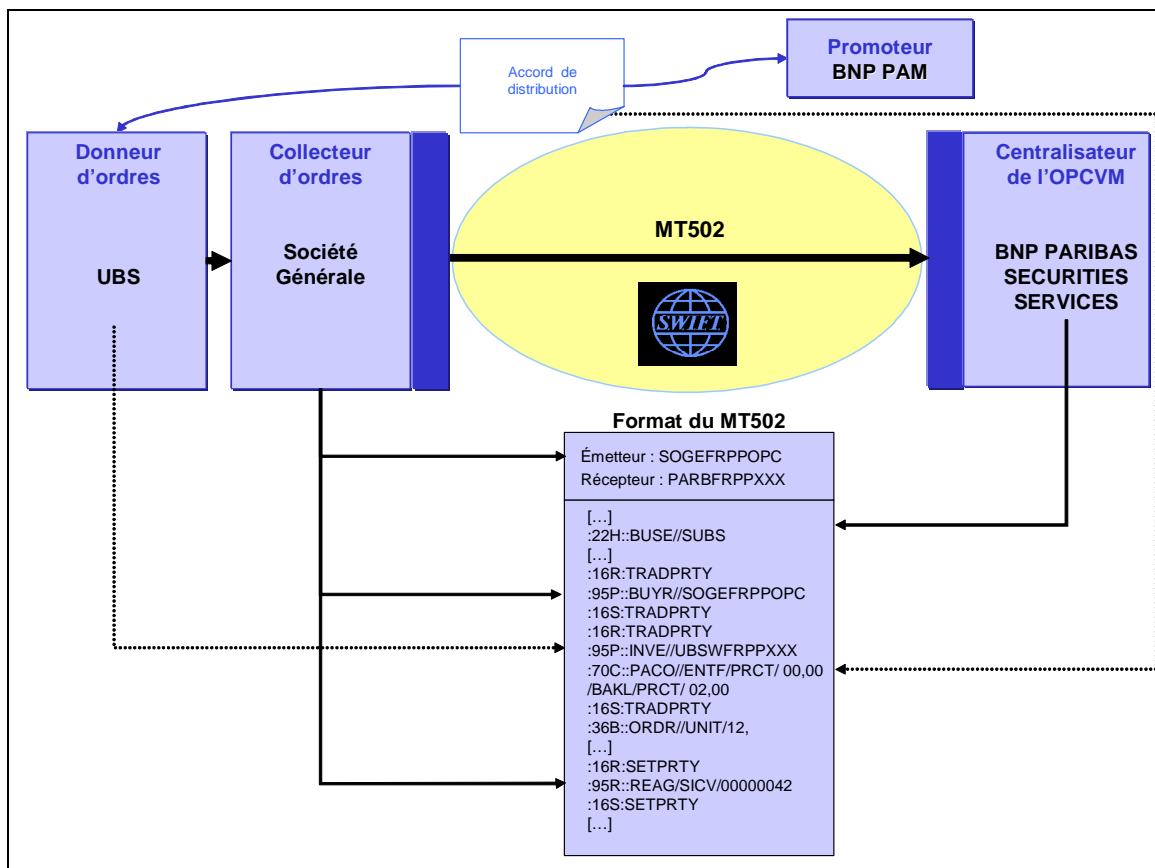 Promoteur
BNP PAM
Accord de
distribution
Donneur
d’ordres
UBS
Collecteur
d’ordres
Société
Générale
MT502
SWIFT
Centralisateur
de l’OPCVM
BNP PARIBAS
SECURITIES
SERVICES
Format du MT502
Émetteur : SOGEFRPPOPC
Récepteur : PARBFRPPXXX
[…]
:22H::BUSE//SUBS
[…]
:16R:TRADPRTY
:95P::BUYR//SOGEFRPPOPC
:16S:TRADPRTY
:16R:TRADPRTY
:95P::INVE//UBSWFRPPXXX
:70C::PACO//ENTF/PRCT/ 00,00
/BAKL/PRCT/ 02,00
:16S:TRADPRTY
:36B::ORDR//UNIT/12,
[…]
:16R:SETPRTY
:95R::REAG/SICV/00000042
:16S:SETPRTY
[…]